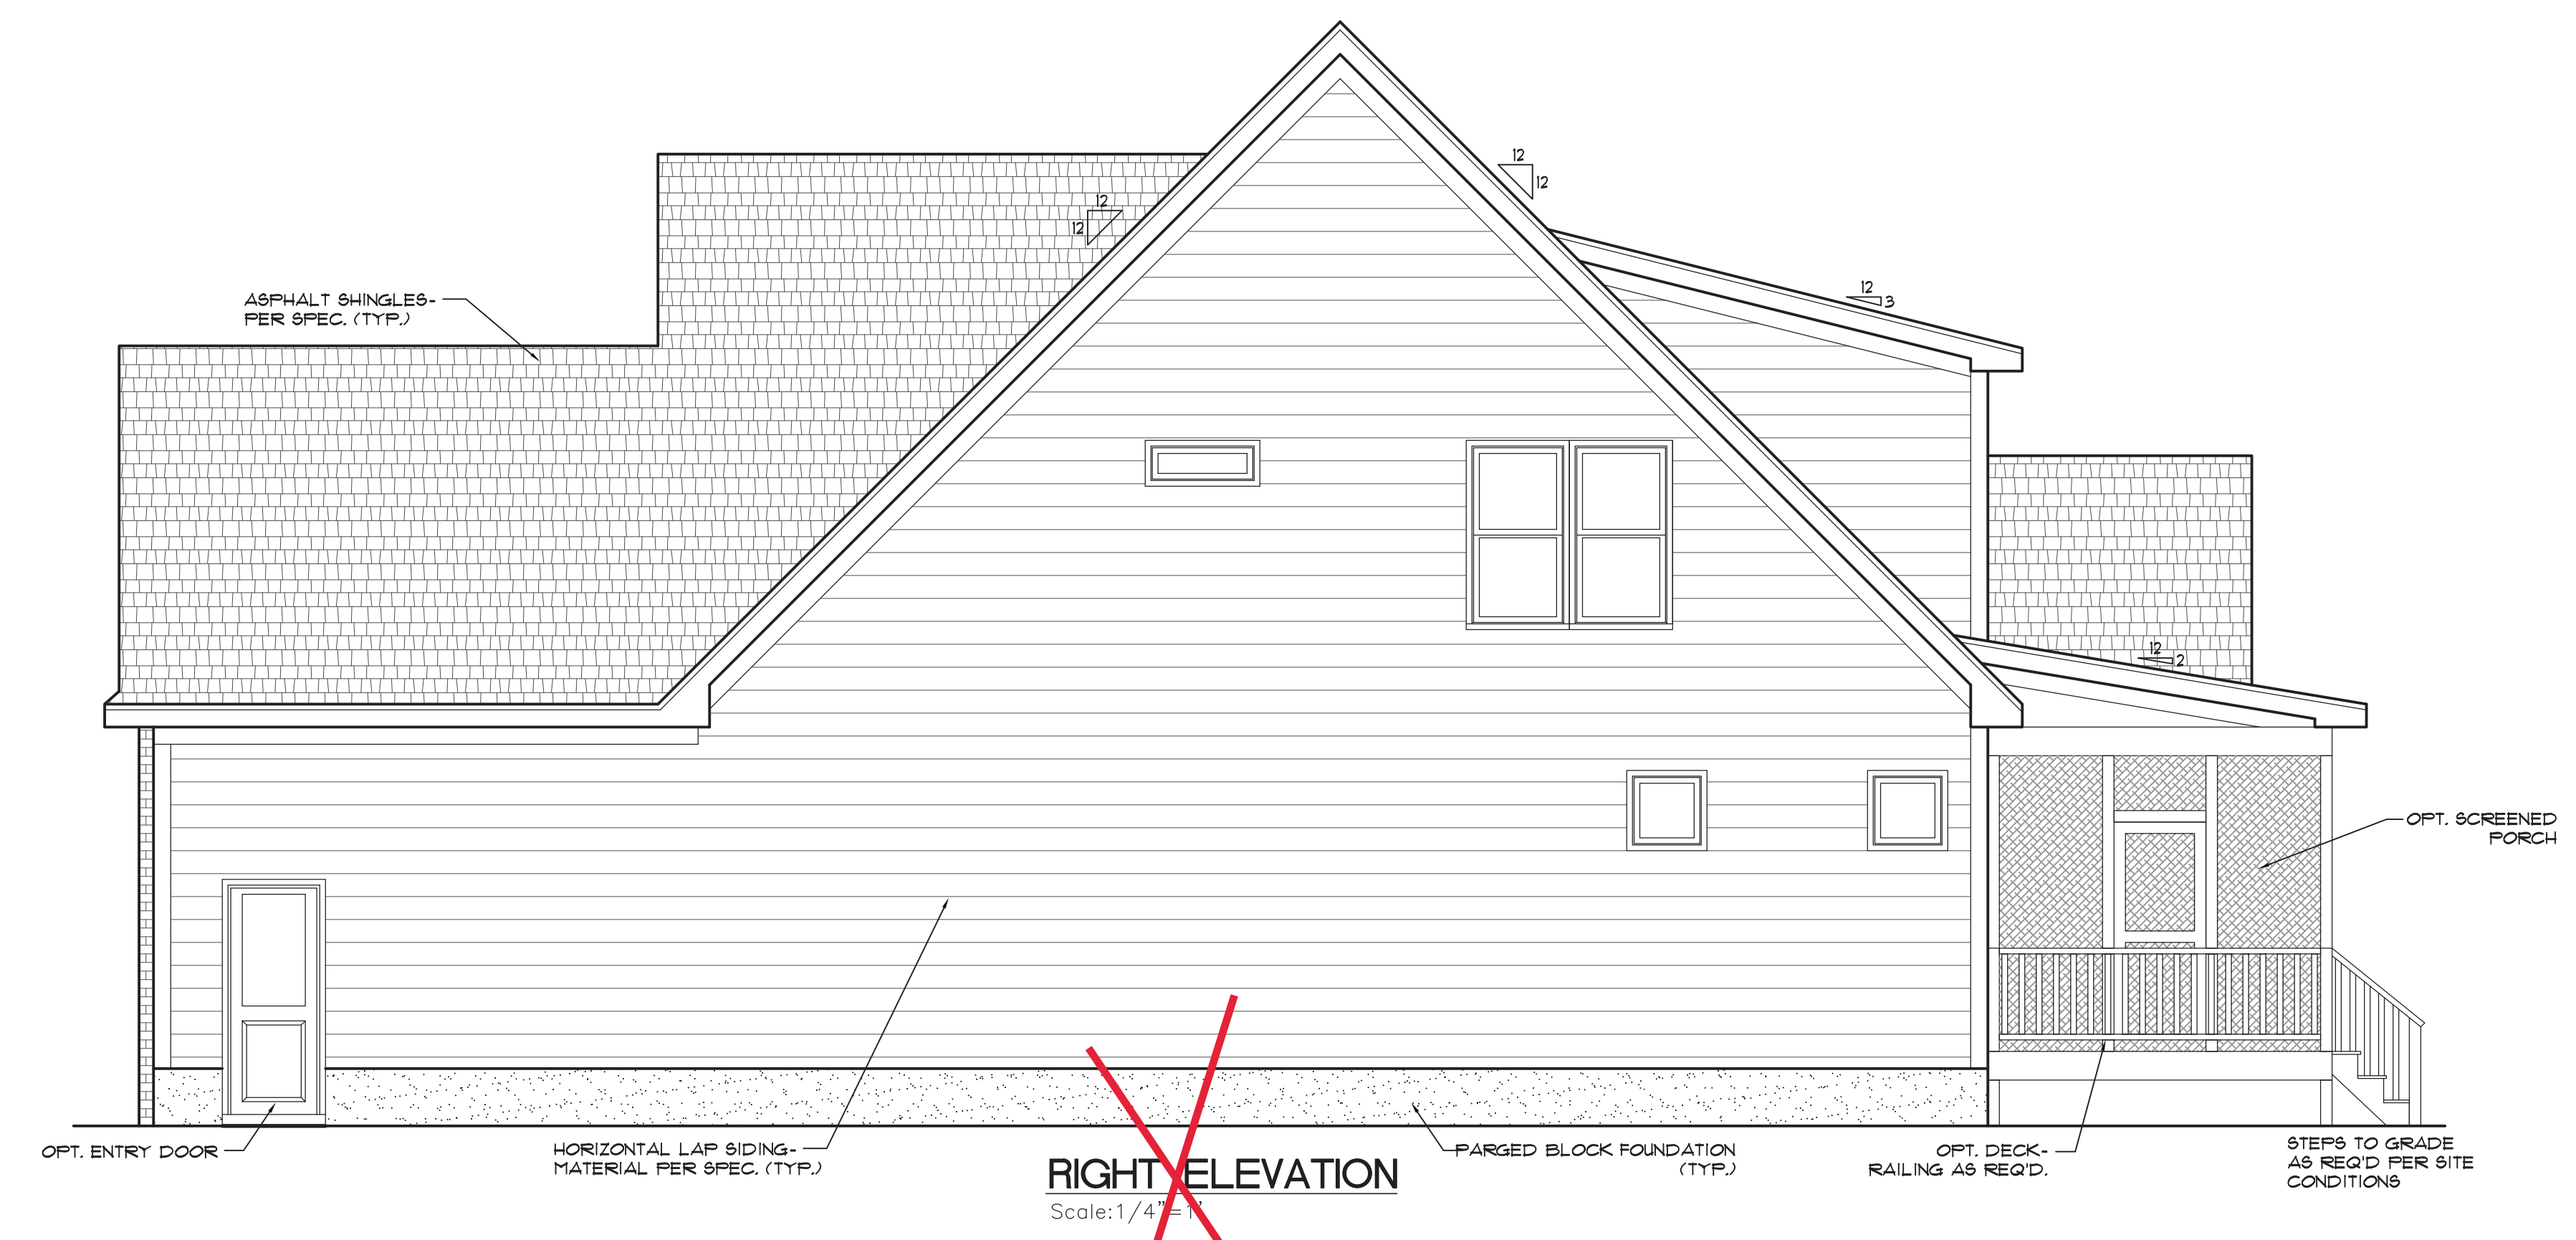 12
12
12
12
12
3
ASPHALT SHINGLES-
PER SPEC. (TYP.)
12
2
OPT. SCREENED
PORCH
OPT. ENTRY DOOR
HORIZONTAL LAP SIDING-
MATERIAL PER SPEC. (TYP.)
PARGED BLOCK FOUNDATION
(TYP.)
OPT. DECK-
RAILING AS REQ'D.
STEPS TO GRADE
AS REQ'D PER SITE
CONDITIONS
RIGHT ELEVATION
Scale:1/4"=1'